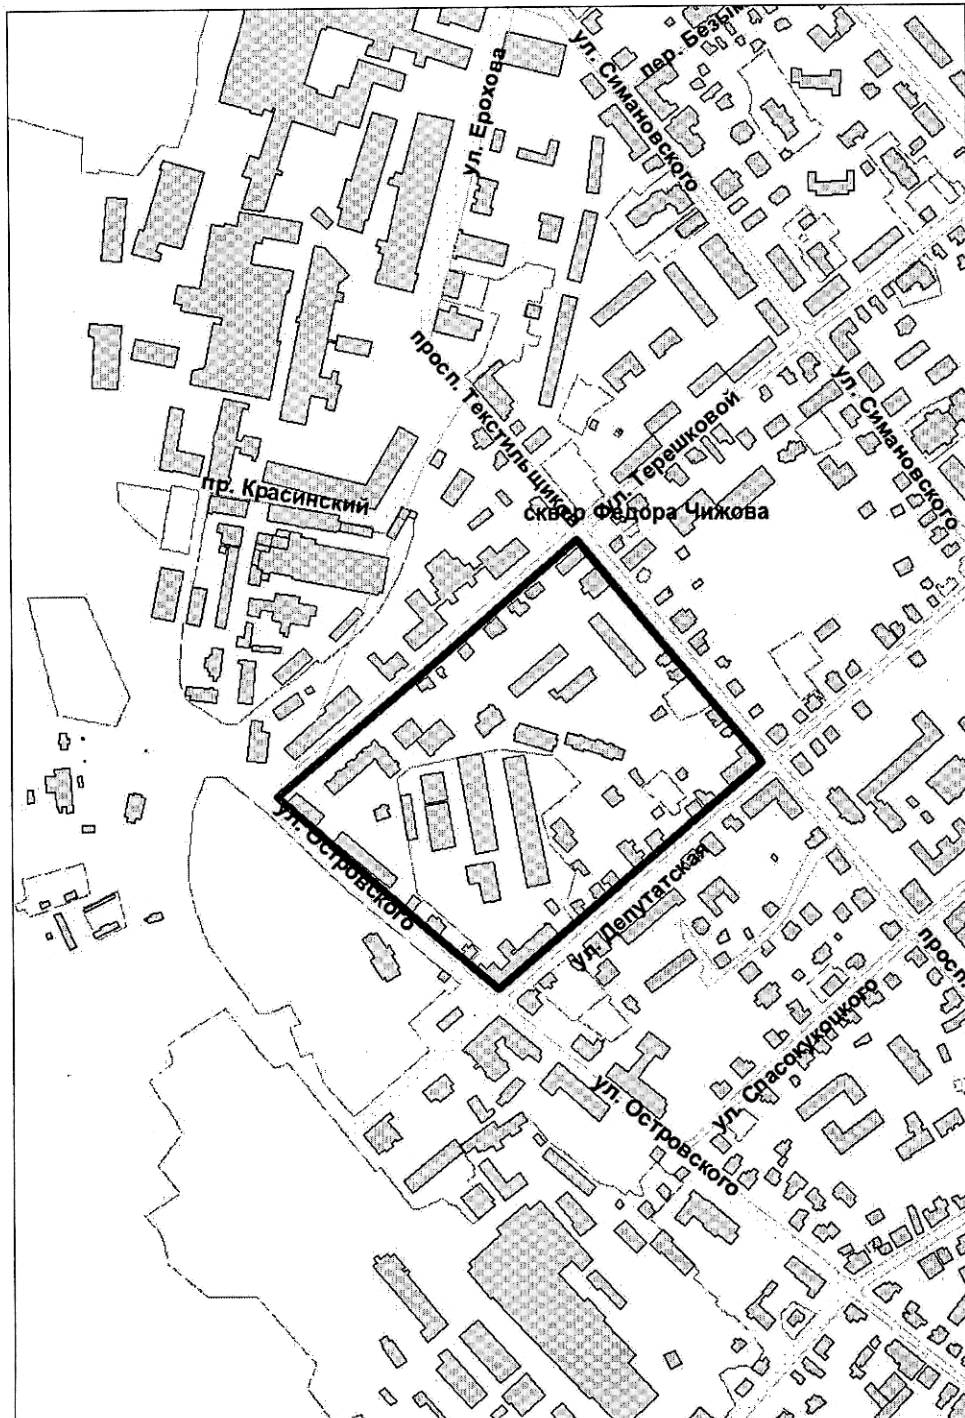 ул. Симановского
пер. Безым
ул. Ерохова
просп. Текстильщиков
ул. Терешковой
ул. Симановского
пр. Красинский
сквер Федора Чижова
ул. Островского
ул. Депутатская
просп.
ул. Спасокукоцкого
ул. Островского